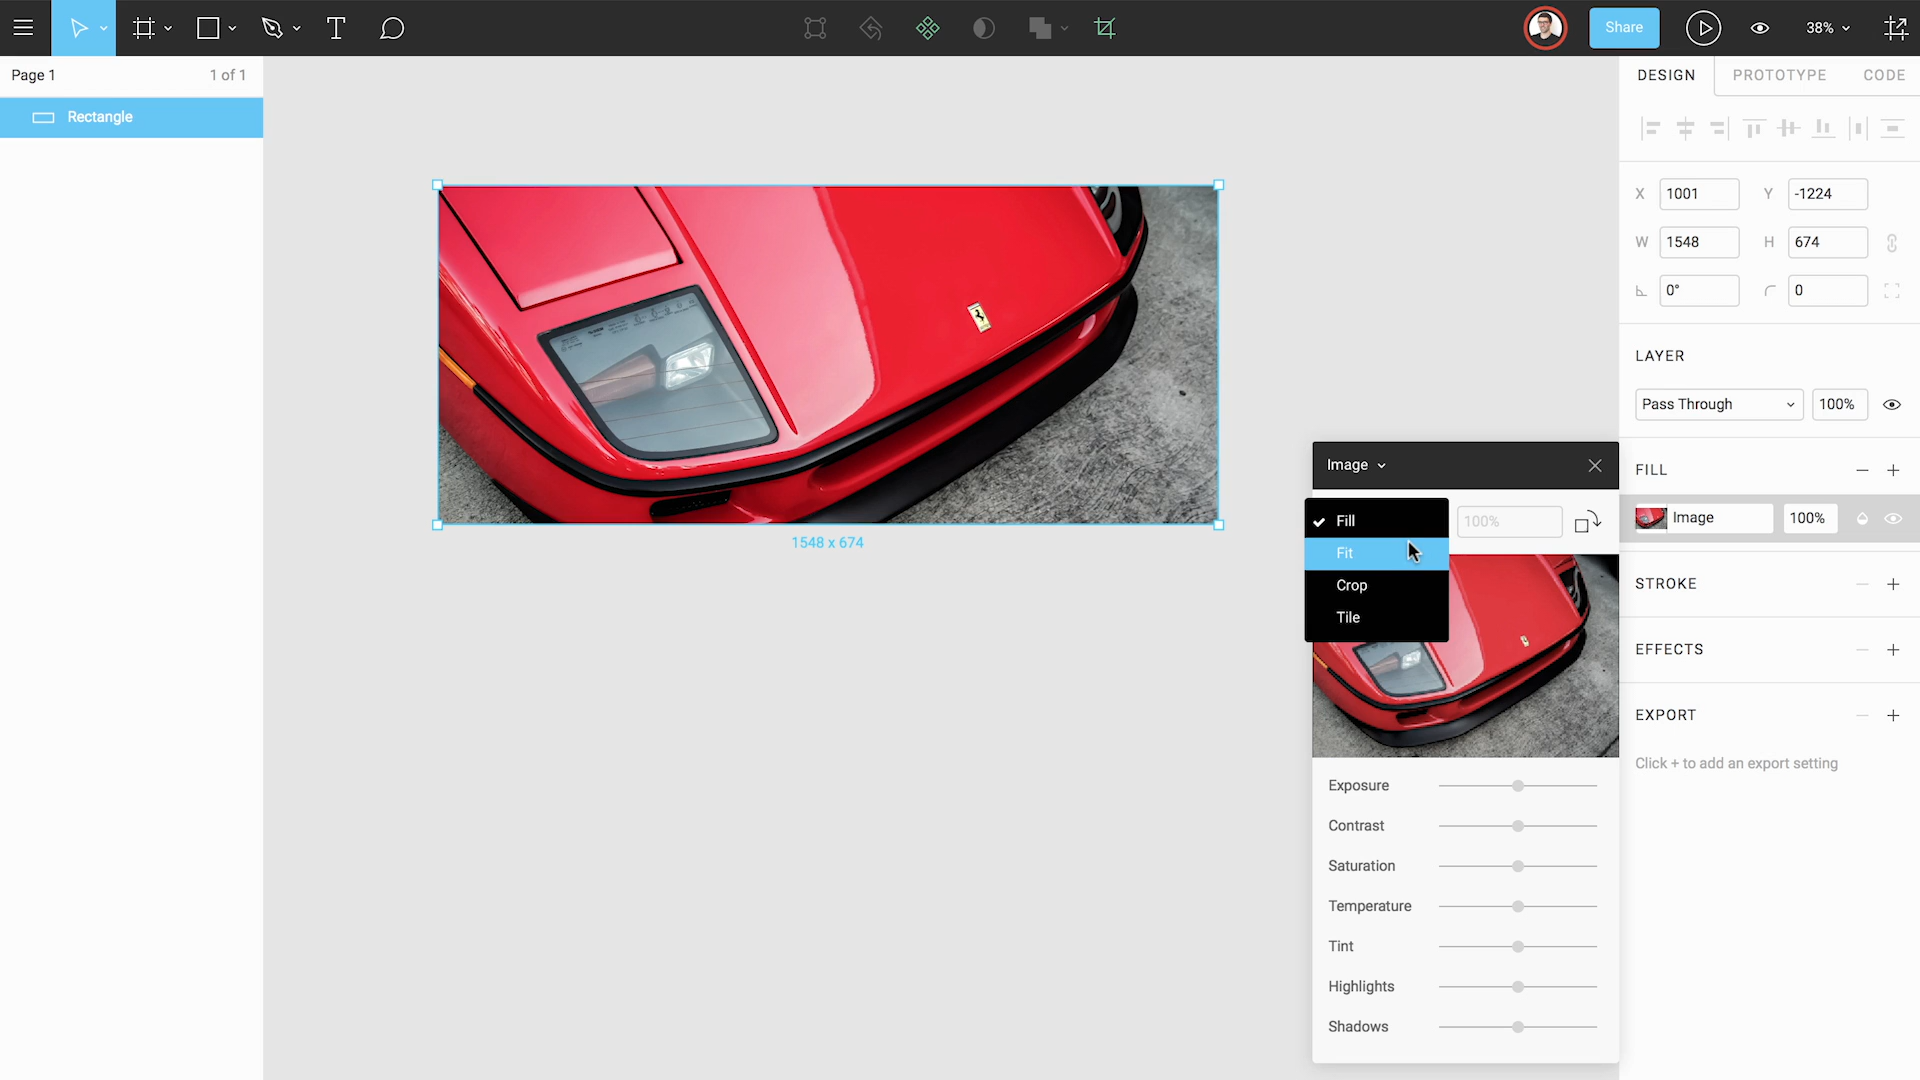 Share
38%
Page 1
1 of 1
Rectangle
1548 x 674
DESIGN
PROTOTYPE
CODE
X 1001 Y -1224
W 1548 H 674
0° 0
LAYER
Pass Through 100%
FILL
Image 100%
STROKE
EFFECTS
EXPORT
Click + to add an export setting
Image
Fill
100%
Fit
Crop
Tile
Exposure
Contrast
Saturation
Temperature
Tint
Highlights
Shadows